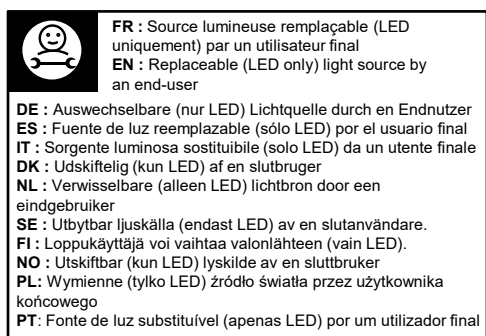 FR : Source lumineuse remplaçable (LED
uniquement) par un utilisateur final
EN : Replaceable (LED only) light source by
an end-user
DE : Auswechselbare (nur LED) Lichtquelle durch en Endnutzer
ES : Fuente de luz reemplazable (sólo LED) por el usuario final
IT : Sorgente luminosa sostituibile (solo LED) da un utente finale
DK : Udskiftelig (kun LED) af en slutbruger
NL : Verwisselbare (alleen LED) lichtbron door een
eindgebruiker
SE : Utbytbar ljuskälla (endast LED) av en slutanvändare.
FI : Loppukäyttäjä voi vaihtaa valonlähteen (vain LED).
NO : Utskiftbar (kun LED) lyskilde av en sluttbruker
PL: Wymienne (tylko LED) źródło światła przez użytkownika
końcowego
PT: Fonte de luz substituível (apenas LED) por um utilizador final